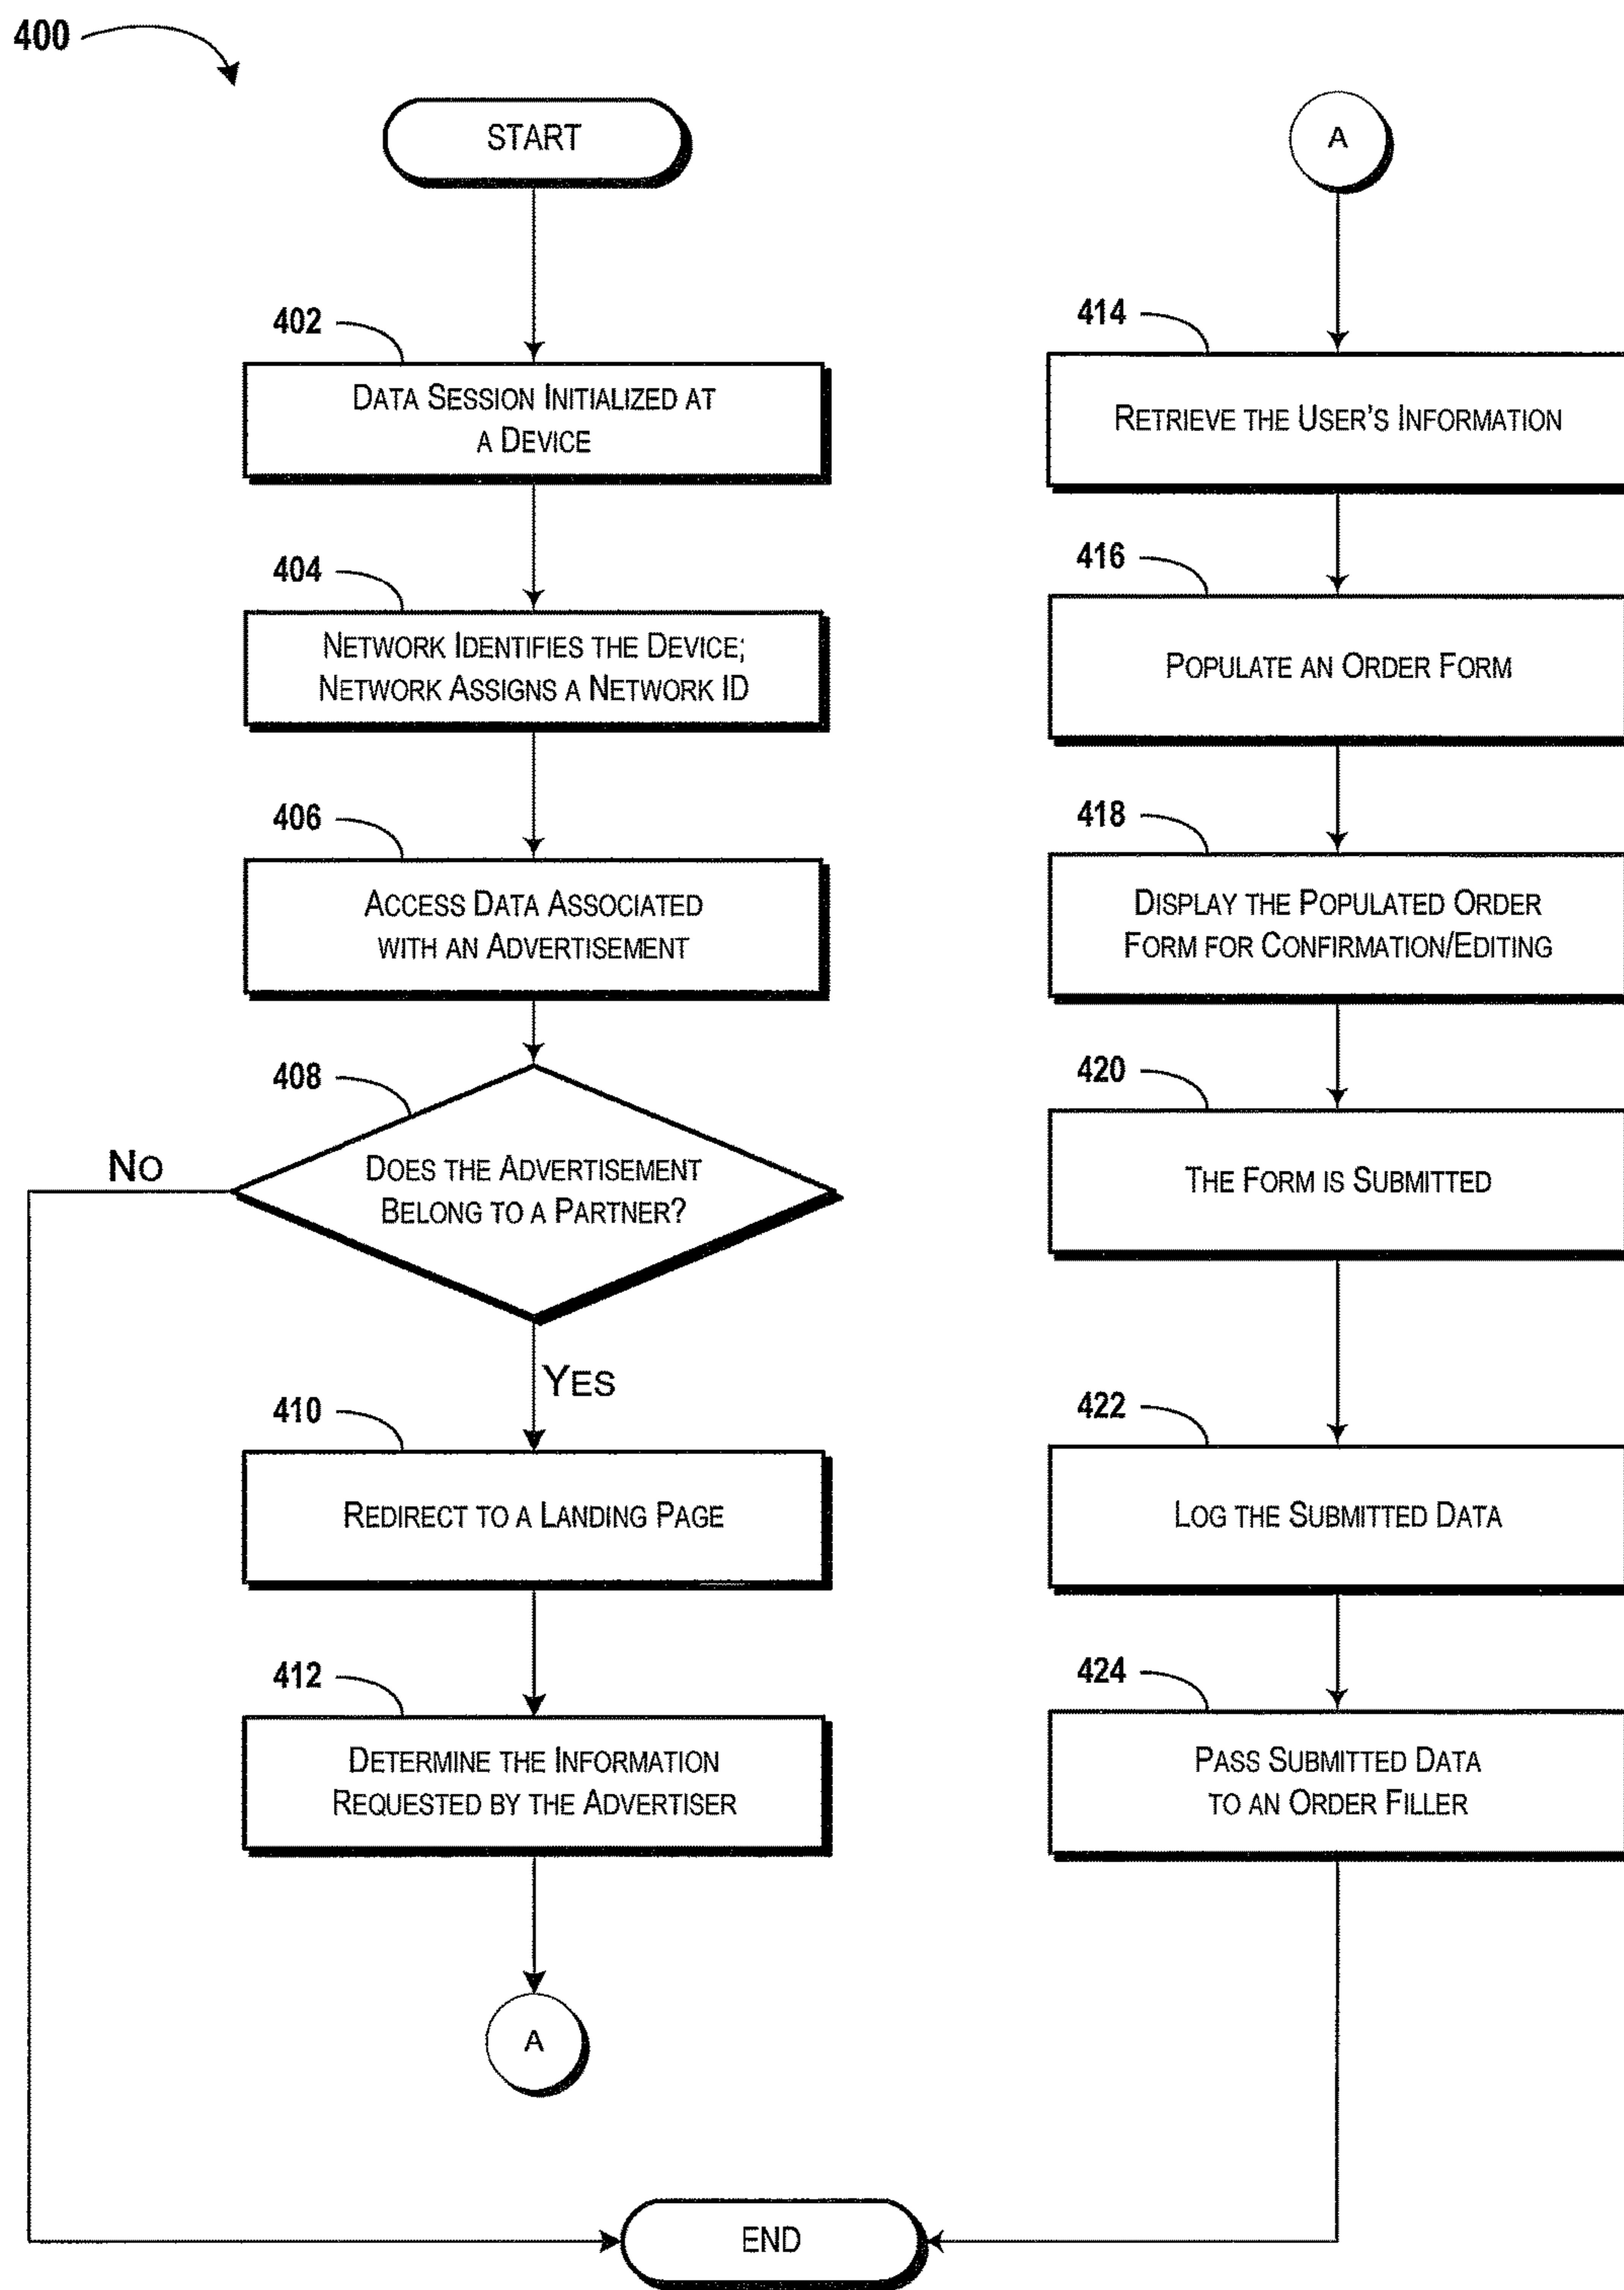 400
START
402
DATA SESSION INITIALIZED AT
A DEVICE
404
NETWORK IDENTIFIES THE DEVICE;
NETWORK ASSIGNS A NETWORK ID
406
ACCESS DATA ASSOCIATED
WITH AN ADVERTISEMENT
408
DOES THE ADVERTISEMENT
BELONG TO A PARTNER?
NO
YES
410
REDIRECT TO A LANDING PAGE
412
DETERMINE THE INFORMATION
REQUESTED BY THE ADVERTISER
A
A
414
RETRIEVE THE USER'S INFORMATION
416
POPULATE AN ORDER FORM
418
DISPLAY THE POPULATED ORDER
FORM FOR CONFIRMATION/EDITING
420
THE FORM IS SUBMITTED
422
LOG THE SUBMITTED DATA
424
PASS SUBMITTED DATA
TO AN ORDER FILLER
END